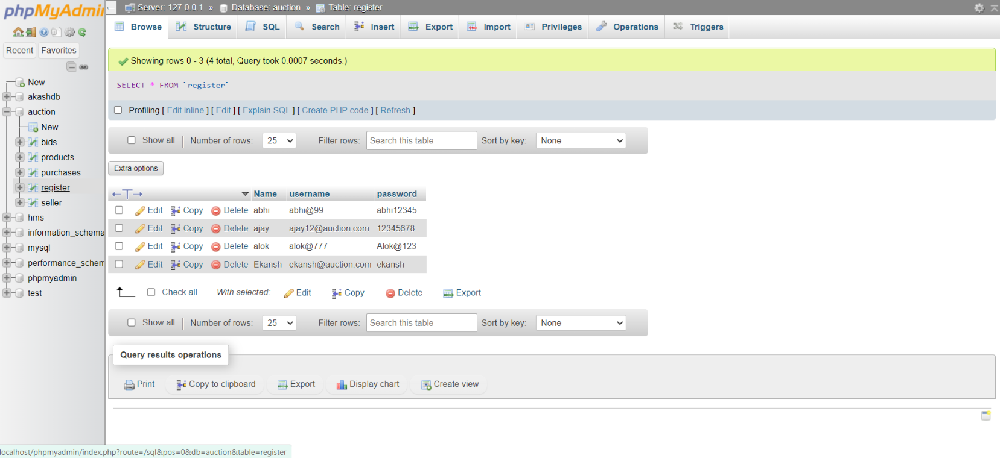 phpMyAdmin
Server: 127.0.0.1 » Database: auction » Table: register
Browse Structure SQL Search Insert Export Import Privileges Operations Triggers
Recent Favorites
New
akashdb
auction
New
bids
products
purchases
register
seller
hms
information_schema
mysql
performance_schem
phpmyadmin
test
Showing rows 0 - 3 (4 total, Query took 0.0007 seconds.)
SELECT * FROM `register`
Profiling [ Edit inline ] [ Edit ] [ Explain SQL ] [ Create PHP code ] [ Refresh ]
Show all | Number of rows: 25 Filter rows: Search this table Sort by key: None
Extra options
←T→ Name username password
Edit Copy Delete abhi abhi@99 abhi12345
Edit Copy Delete ajay ajay12@auction.com 12345678
Edit Copy Delete alok alok@777 Alok@123
Edit Copy Delete Ekansh ekansh@auction.com ekansh
Check all With selected: Edit Copy Delete Export
Show all | Number of rows: 25 Filter rows: Search this table Sort by key: None
Query results operations
Print Copy to clipboard Export Display chart Create view
localhost/phpmyadmin/index.php?route=/sql&pos=0&db=auction&table=register